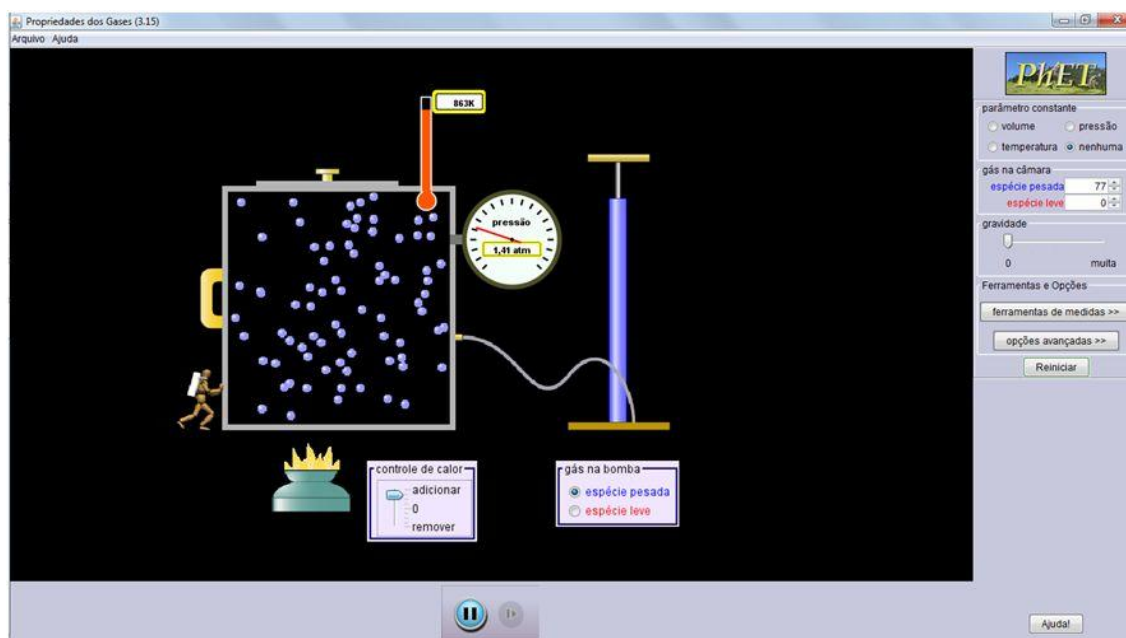 Propriedades dos Gases (3.15)
Arquivo Ajuda
PhET
863K
parâmetro constante
volume pressão
temperatura nenhuma
gás na câmara
espécie pesada 77
espécie leve 0
pressão
1,41 atm
gravidade
0 muita
Ferramentas e Opções
ferramentas de medidas >>
opções avançadas >>
Reiniciar
controle de calor
adicionar
0
remover
gás na bomba
espécie pesada
espécie leve
Ajuda!